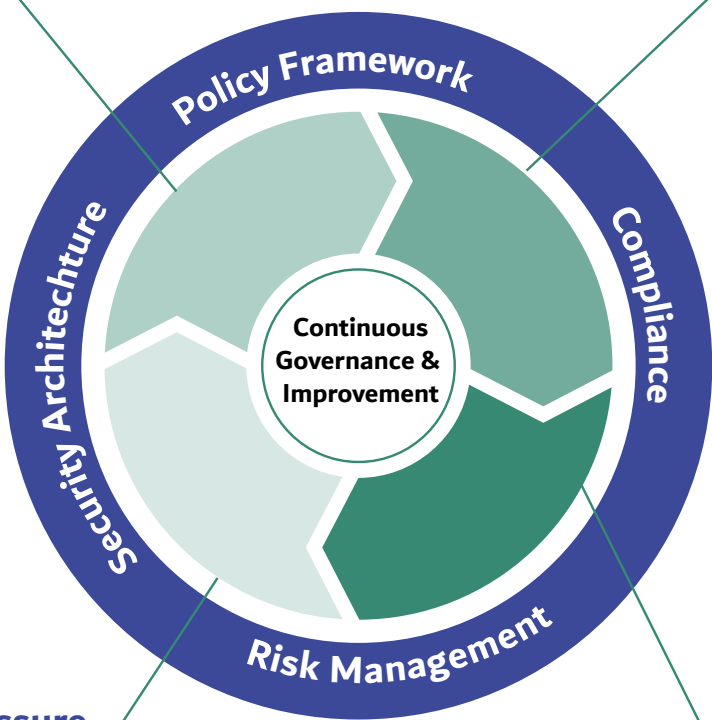 Policy Framework
Compliance
Security Architechture
Continuous
Governance &
Improvement
Risk Management